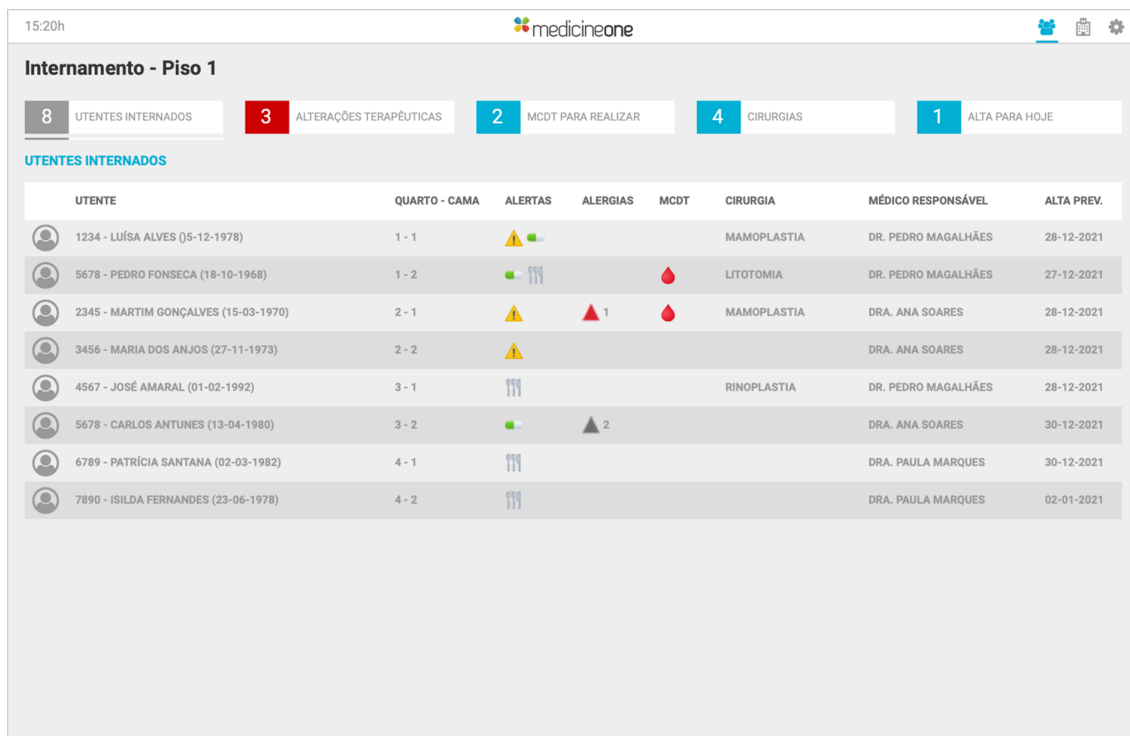 15:20h
medicineone
Internamento - Piso 1
8 UTENTES INTERNADOS 3 ALTERAÇÕES TERAPÊUTICAS 2 MCDT PARA REALIZAR 4 CIRURGIAS 1 ALTA PARA HOJE
UTENTES INTERNADOS
UTENTE QUARTO - CAMA ALERTAS ALERGIAS MCDT CIRURGIA MÉDICO RESPONSÁVEL ALTA PREV.
1234 - LUÍSA ALVES ()5-12-1978) 1 - 1 MAMOPLASTIA DR. PEDRO MAGALHÃES 28-12-2021
5678 - PEDRO FONSECA (18-10-1968) 1 - 2 LITOTOMIA DR. PEDRO MAGALHÃES 27-12-2021
2345 - MARTIM GONÇALVES (15-03-1970) 2 - 1 1 MAMOPLASTIA DRA. ANA SOARES 28-12-2021
3456 - MARIA DOS ANJOS (27-11-1973) 2 - 2 DRA. ANA SOARES 28-12-2021
4567 - JOSÉ AMARAL (01-02-1992) 3 - 1 RINOPLASTIA DR. PEDRO MAGALHÃES 28-12-2021
5678 - CARLOS ANTUNES (13-04-1980) 3 - 2 2 DRA. ANA SOARES 30-12-2021
6789 - PATRÍCIA SANTANA (02-03-1982) 4 - 1 DRA. PAULA MARQUES 30-12-2021
7890 - ISILDA FERNANDES (23-06-1978) 4 - 2 DRA. PAULA MARQUES 02-01-2021